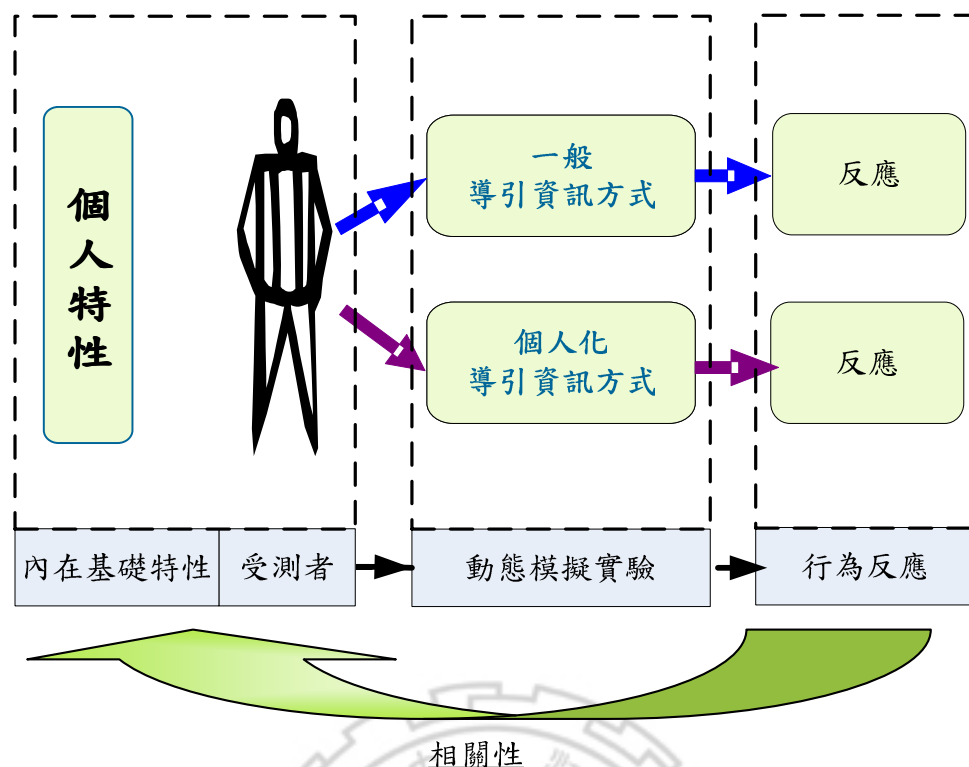 個
人
特
性
一般
導引資訊方式
反應
個人化
導引資訊方式
反應
內在基礎特性
受測者
動態模擬實驗
行為反應
相關性